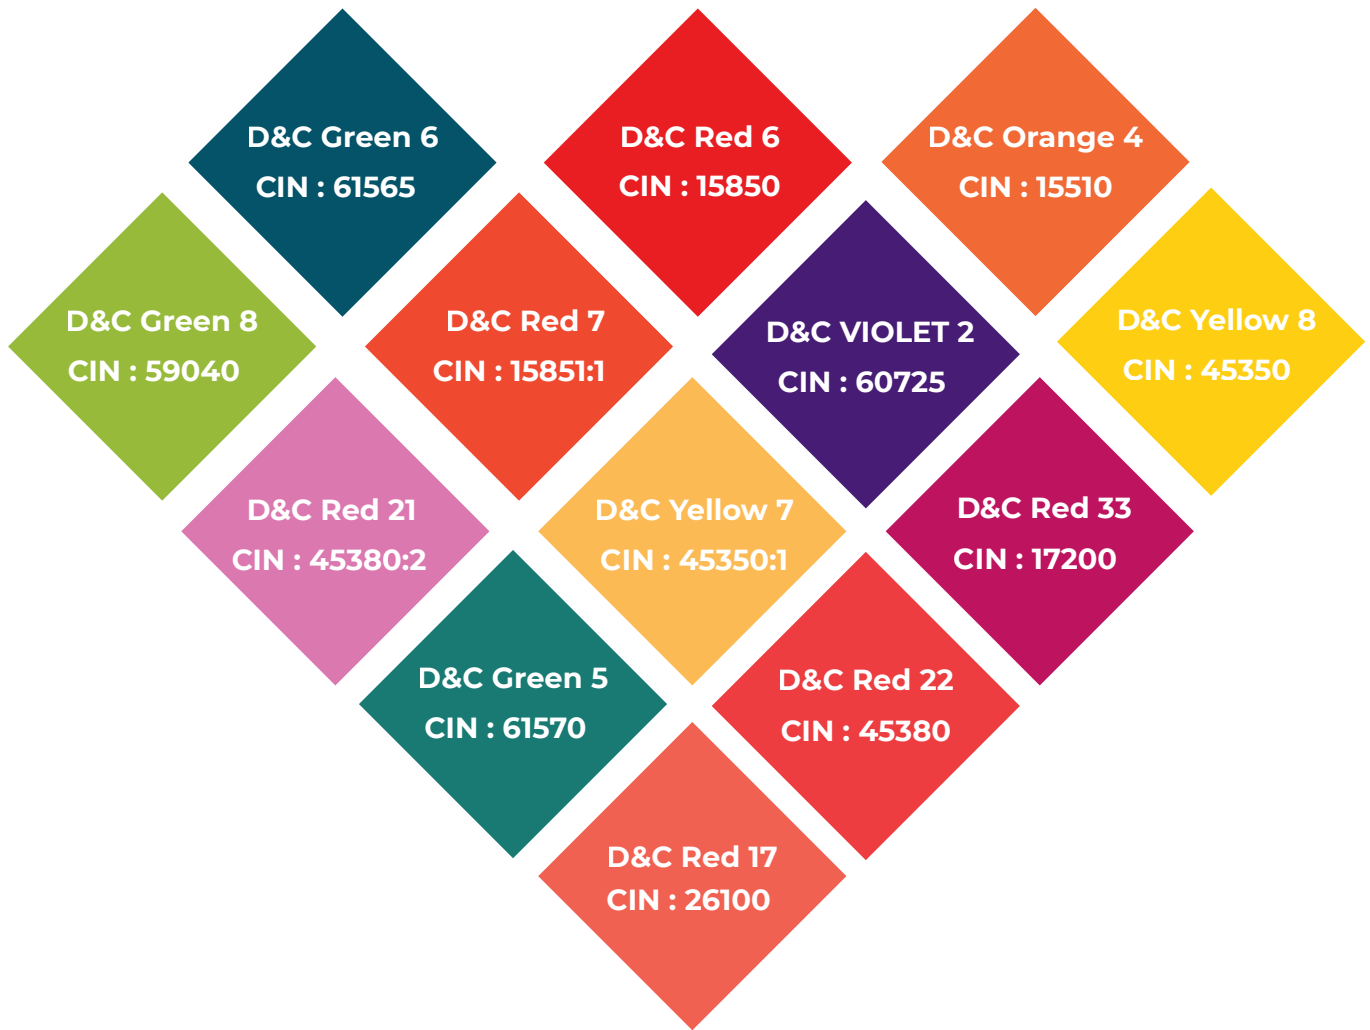 D&C Green 6
CIN : 61565
D&C Red 6
CIN : 15850
D&C Orange 4
CIN : 15510
D&C Green 8
CIN : 59040
D&C Red 7
CIN : 15851:1
D&C VIOLET 2
CIN : 60725
D&C Yellow 8
CIN : 45350
D&C Red 21
CIN : 45380:2
D&C Yellow 7
CIN : 45350:1
D&C Red 33
CIN : 17200
D&C Green 5
CIN : 61570
D&C Red 22
CIN : 45380
D&C Red 17
CIN : 26100